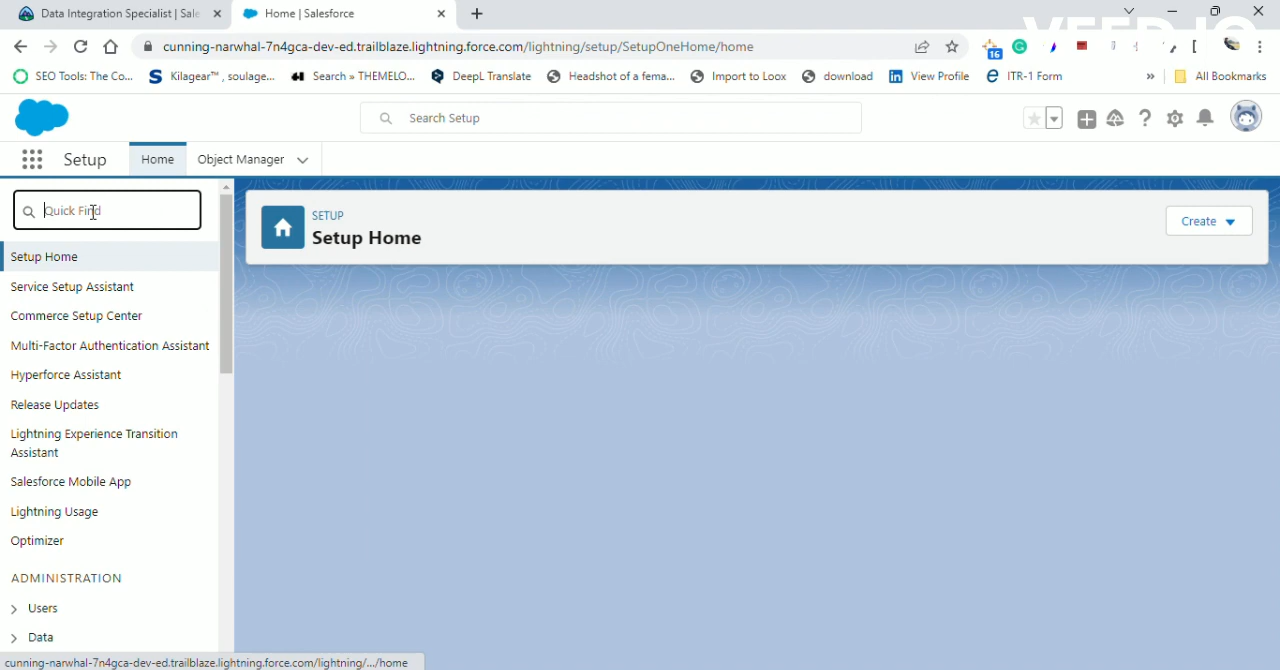 Data Integration Specialist | Sale
Home | Salesforce
cunning-narwhal-7n4gca-dev-ed.trailblaze.lightning.force.com/lightning/setup/SetupOneHome/home
16
VEED.IO
SEO Tools: The Co...
Kilagear™, soulage...
Search » THEMELO...
DeepL Translate
Headshot of a fema...
Import to Loox
download
View Profile
ITR-1 Form
»
All Bookmarks
Search Setup
Setup
Home
Object Manager
Quick Find
Setup Home
Service Setup Assistant
Commerce Setup Center
Multi-Factor Authentication Assistant
Hyperforce Assistant
Release Updates
Lightning Experience Transition
Assistant
Salesforce Mobile App
Lightning Usage
Optimizer
ADMINISTRATION
Users
Data
SETUP
Setup Home
Create
cunning-narwhal-7n4gca-dev-ed.trailblaze.lightning.force.com/lightning/.../home